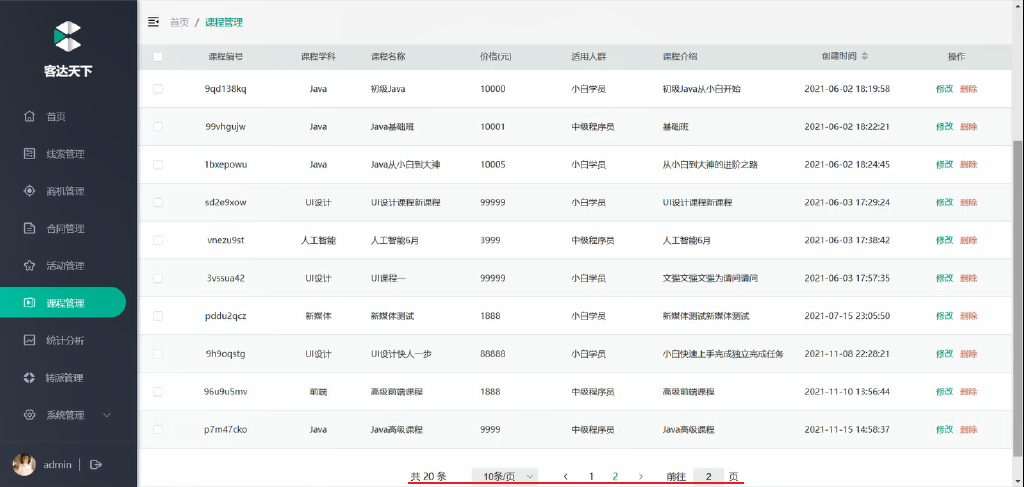 客达天下
首页
线索管理
商机管理
合同管理
活动管理
课程管理
统计分析
转派管理
系统管理
admin
首页 / 课程管理
课程编号 课程学科 课程名称 价格(元) 适用人群 课程介绍 创建时间 操作
9qd138kq Java 初级Java 10000 小白学员 初级Java从小白开始 2021-06-02 18:19:58 修改 删除
99vhgujw Java Java基础班 10001 中级程序员 基础班 2021-06-02 18:22:21 修改 删除
1bxepowu Java Java从小白到大神 10005 小白学员 从小白到大神的进阶之路 2021-06-02 18:24:45 修改 删除
sd2e9xow UI设计 UI设计课程新课程 99999 小白学员 UI设计课程新课程 2021-06-03 17:29:24 修改 删除
vnezu9st 人工智能 人工智能6月 3999 中级程序员 人工智能6月 2021-06-03 17:38:42 修改 删除
3vssua42 UI设计 UI课程一 99999 小白学员 文强文强文强为请问请问 2021-06-03 17:57:35 修改 删除
pddu2qcz 新媒体 新媒体测试 1888 小白学员 新媒体测试新媒体测试 2021-07-15 23:05:50 修改 删除
9h9oqstg UI设计 UI设计快人一步 88888 小白学员 小白快速上手完成独立完成任务 2021-11-08 22:28:21 修改 删除
96u9u5mv 前端 高级前端课程 1888 中级程序员 高级前端课程 2021-11-10 13:56:44 修改 删除
p7m47cko Java Java高级课程 9999 中级程序员 Java高级课程 2021-11-15 14:58:37 修改 删除
共 20 条 10条/页 1 2 前往 2 页